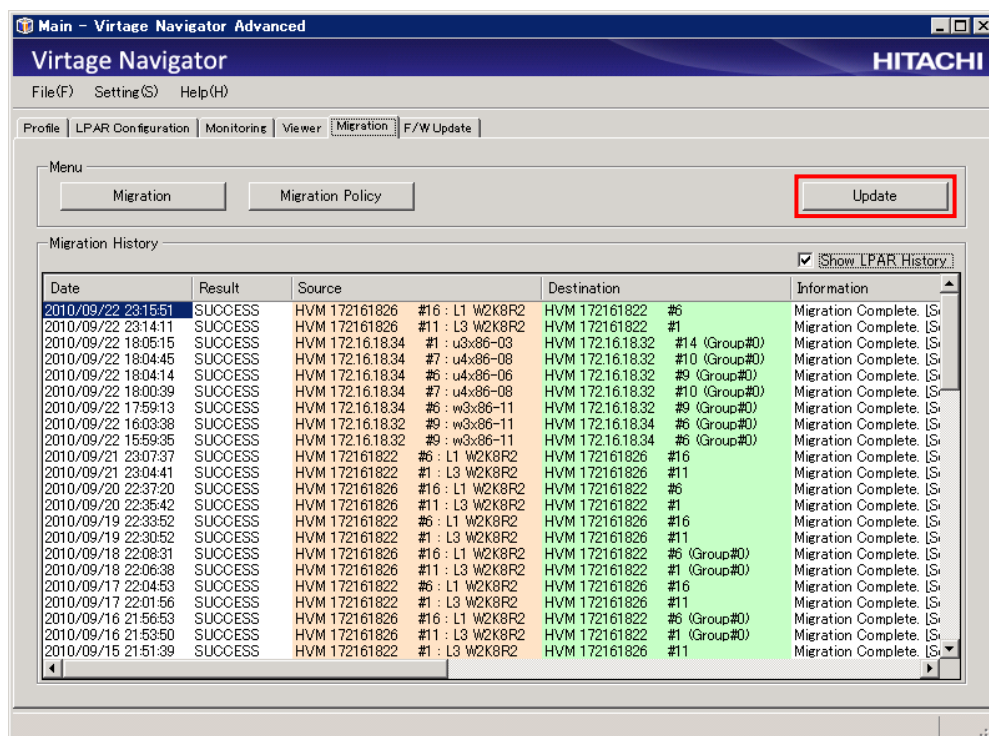 Main - Virtage Navigator Advanced
Virtage Navigator HITACHI
File(F) Setting(S) Help(H)
Profile LPAR Configuration Monitoring Viewer Migration F/W Update
Menu
Migration Migration Policy Update
Migration History
Show LPAR History
Date Result Source Destination Information
2010/09/22 23:15:51 SUCCESS HVM 172161826 #16 : L1 W2K8R2 HVM 172161822 #6 Migration Complete.
2010/09/22 23:14:11 SUCCESS HVM 172161826 #11 : L3 W2K8R2 HVM 172161822 #1 Migration Complete.
2010/09/22 18:05:15 SUCCESS HVM 172.16.18.34 #1 : u3x86-03 HVM 172.16.18.32 #14 (Group#0) Migration Complete.
2010/09/22 18:04:45 SUCCESS HVM 172.16.18.34 #7 : u4x86-08 HVM 172.16.18.32 #10 (Group#0) Migration Complete.
2010/09/22 18:04:14 SUCCESS HVM 172.16.18.34 #6 : u4x86-06 HVM 172.16.18.32 #9 (Group#0) Migration Complete.
2010/09/22 18:00:39 SUCCESS HVM 172.16.18.34 #7 : u4x86-08 HVM 172.16.18.32 #10 (Group#0) Migration Complete.
2010/09/22 17:59:13 SUCCESS HVM 172.16.18.34 #6 : w3x86-11 HVM 172.16.18.32 #9 (Group#0) Migration Complete.
2010/09/22 16:03:38 SUCCESS HVM 172.16.18.32 #9 : w3x86-11 HVM 172.16.18.34 #6 (Group#0) Migration Complete.
2010/09/22 15:59:35 SUCCESS HVM 172.16.18.32 #9 : w3x86-11 HVM 172.16.18.34 #6 (Group#0) Migration Complete.
2010/09/21 23:07:37 SUCCESS HVM 172161822 #6 : L1 W2K8R2 HVM 172161826 #16 Migration Complete.
2010/09/21 23:04:41 SUCCESS HVM 172161822 #1 : L3 W2K8R2 HVM 172161826 #11 Migration Complete.
2010/09/20 22:37:20 SUCCESS HVM 172161826 #16 : L1 W2K8R2 HVM 172161822 #6 Migration Complete.
2010/09/20 22:35:42 SUCCESS HVM 172161826 #11 : L3 W2K8R2 HVM 172161822 #1 Migration Complete.
2010/09/19 22:33:52 SUCCESS HVM 172161822 #6 : L1 W2K8R2 HVM 172161826 #16 Migration Complete.
2010/09/19 22:30:52 SUCCESS HVM 172161822 #1 : L3 W2K8R2 HVM 172161826 #11 Migration Complete.
2010/09/18 22:08:31 SUCCESS HVM 172161826 #16 : L1 W2K8R2 HVM 172161822 #6 (Group#0) Migration Complete.
2010/09/18 22:06:38 SUCCESS HVM 172161826 #11 : L3 W2K8R2 HVM 172161822 #1 (Group#0) Migration Complete.
2010/09/17 22:04:53 SUCCESS HVM 172161822 #6 : L1 W2K8R2 HVM 172161826 #16 Migration Complete.
2010/09/17 22:01:56 SUCCESS HVM 172161822 #1 : L3 W2K8R2 HVM 172161826 #11 Migration Complete.
2010/09/16 21:56:53 SUCCESS HVM 172161826 #16 : L1 W2K8R2 HVM 172161822 #6 (Group#0) Migration Complete.
2010/09/16 21:53:50 SUCCESS HVM 172161826 #11 : L3 W2K8R2 HVM 172161822 #1 (Group#0) Migration Complete.
2010/09/15 21:51:39 SUCCESS HVM 172161822 #1 : L3 W2K8R2 HVM 172161826 #11 Migration Complete.